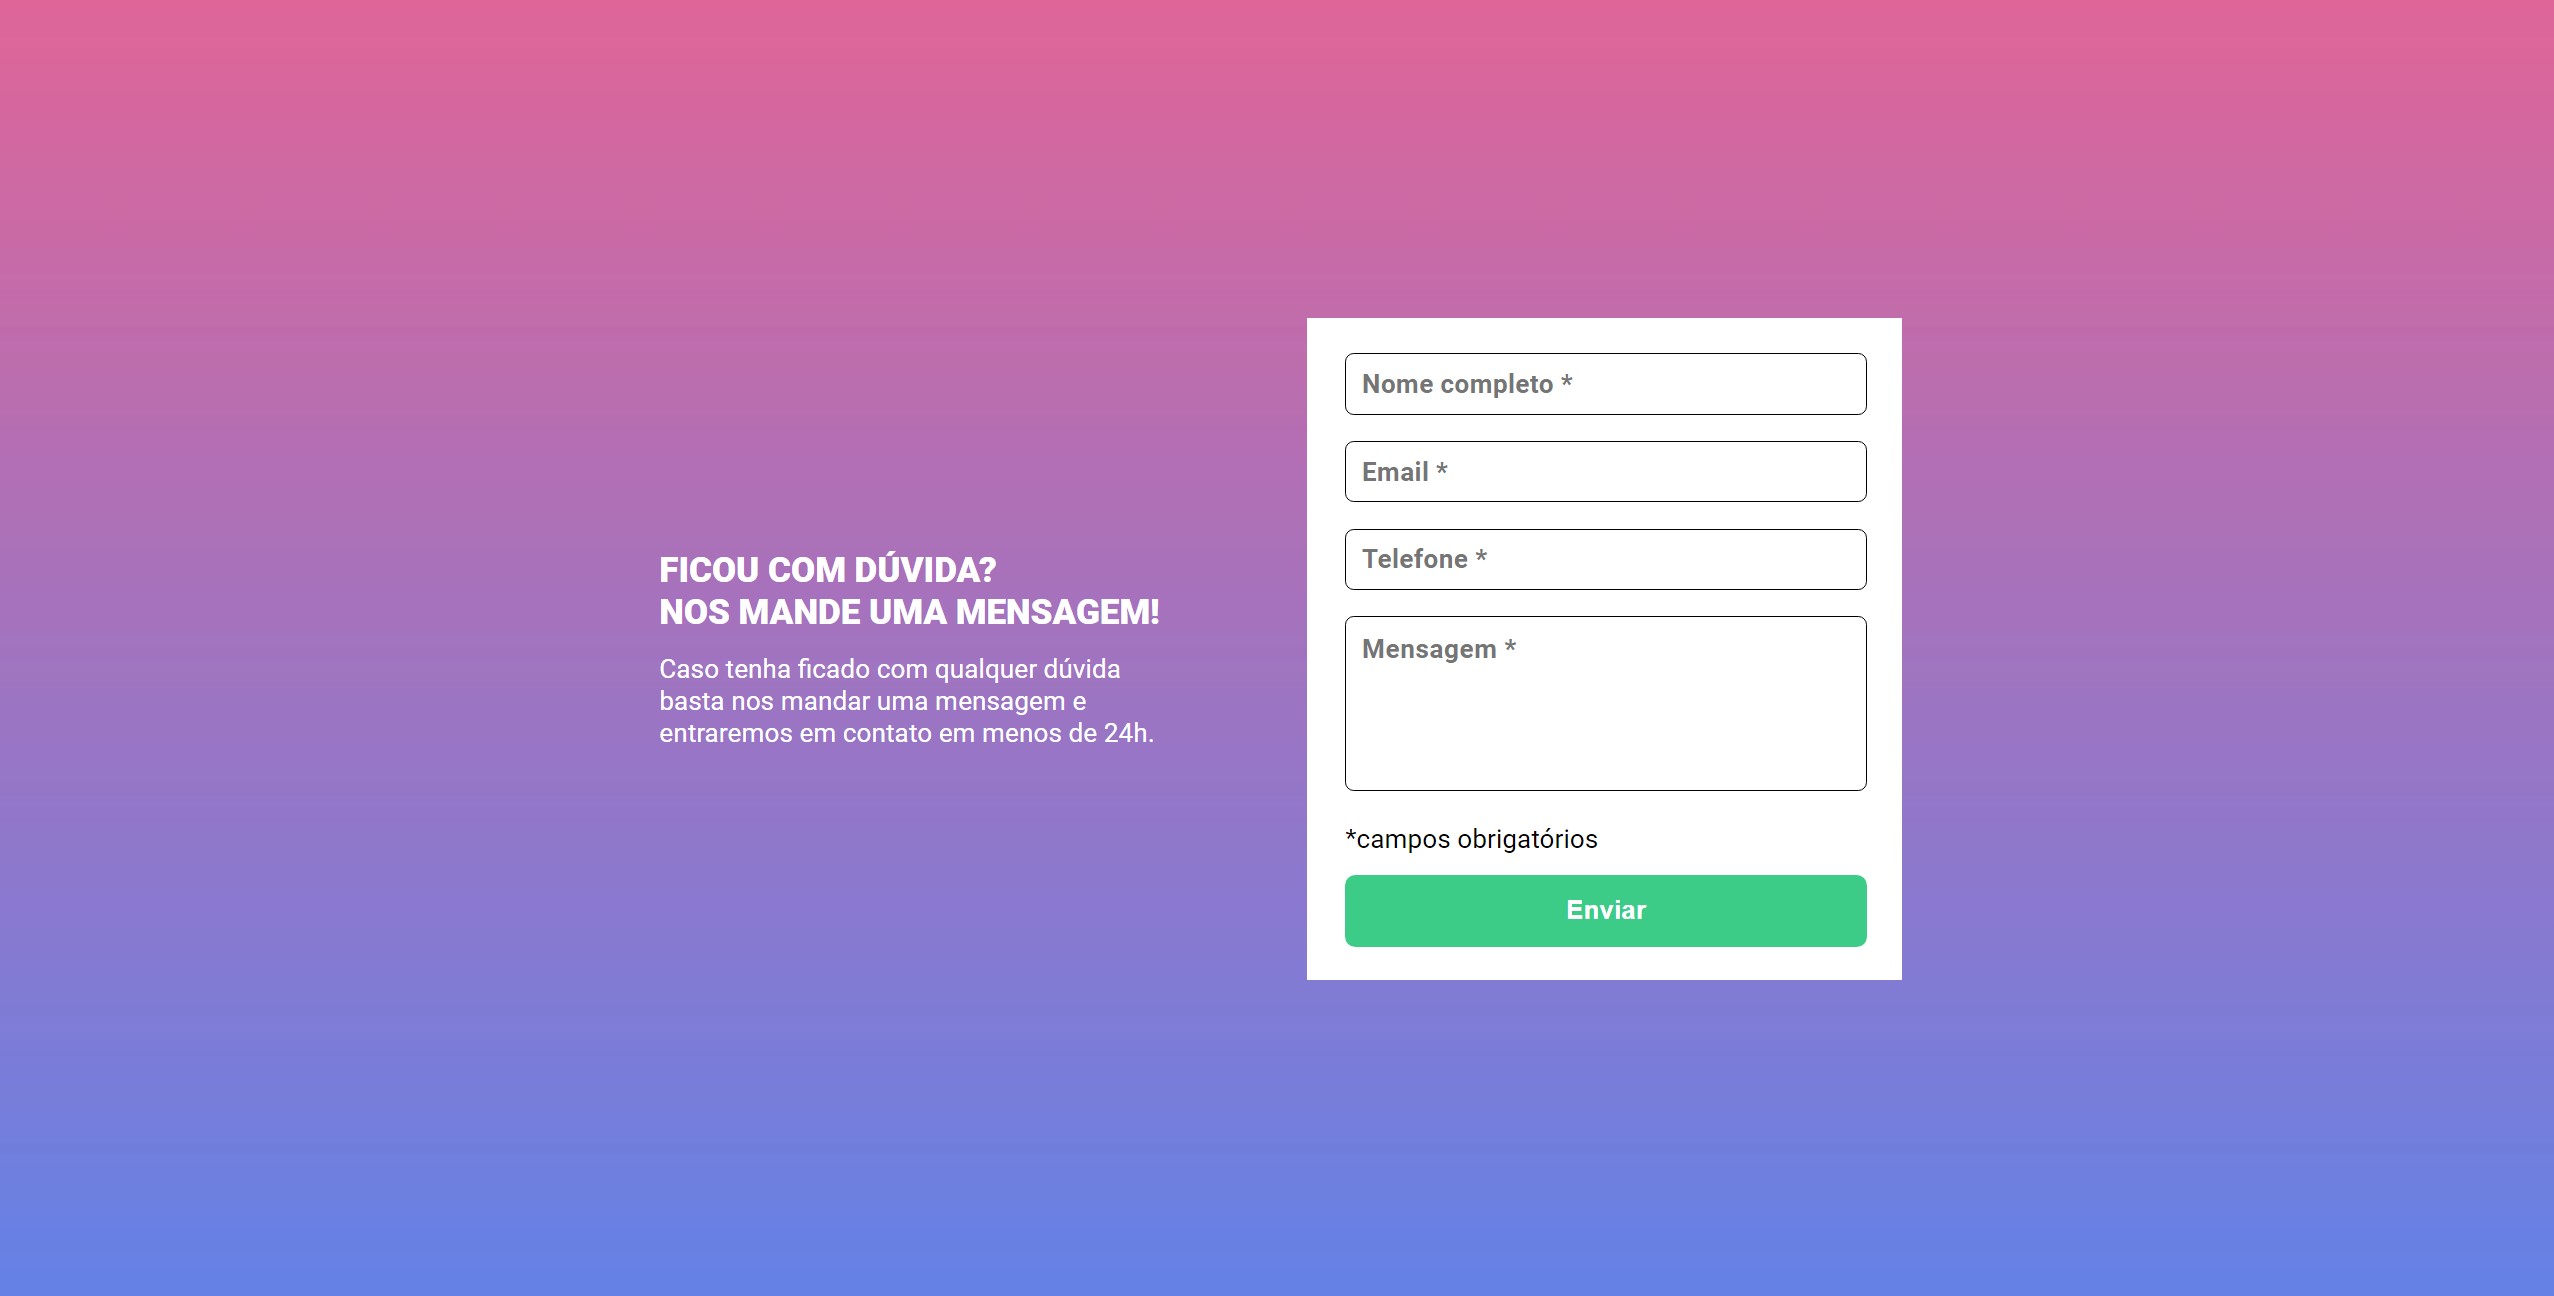 FICOU COM DÚVIDA?
NOS MANDE UMA MENSAGEM!
Caso tenha ficado com qualquer dúvida
basta nos mandar uma mensagem e
entraremos em contato em menos de 24h.
Nome completo *
Email *
Telefone *
Mensagem *
*campos obrigatórios
Enviar